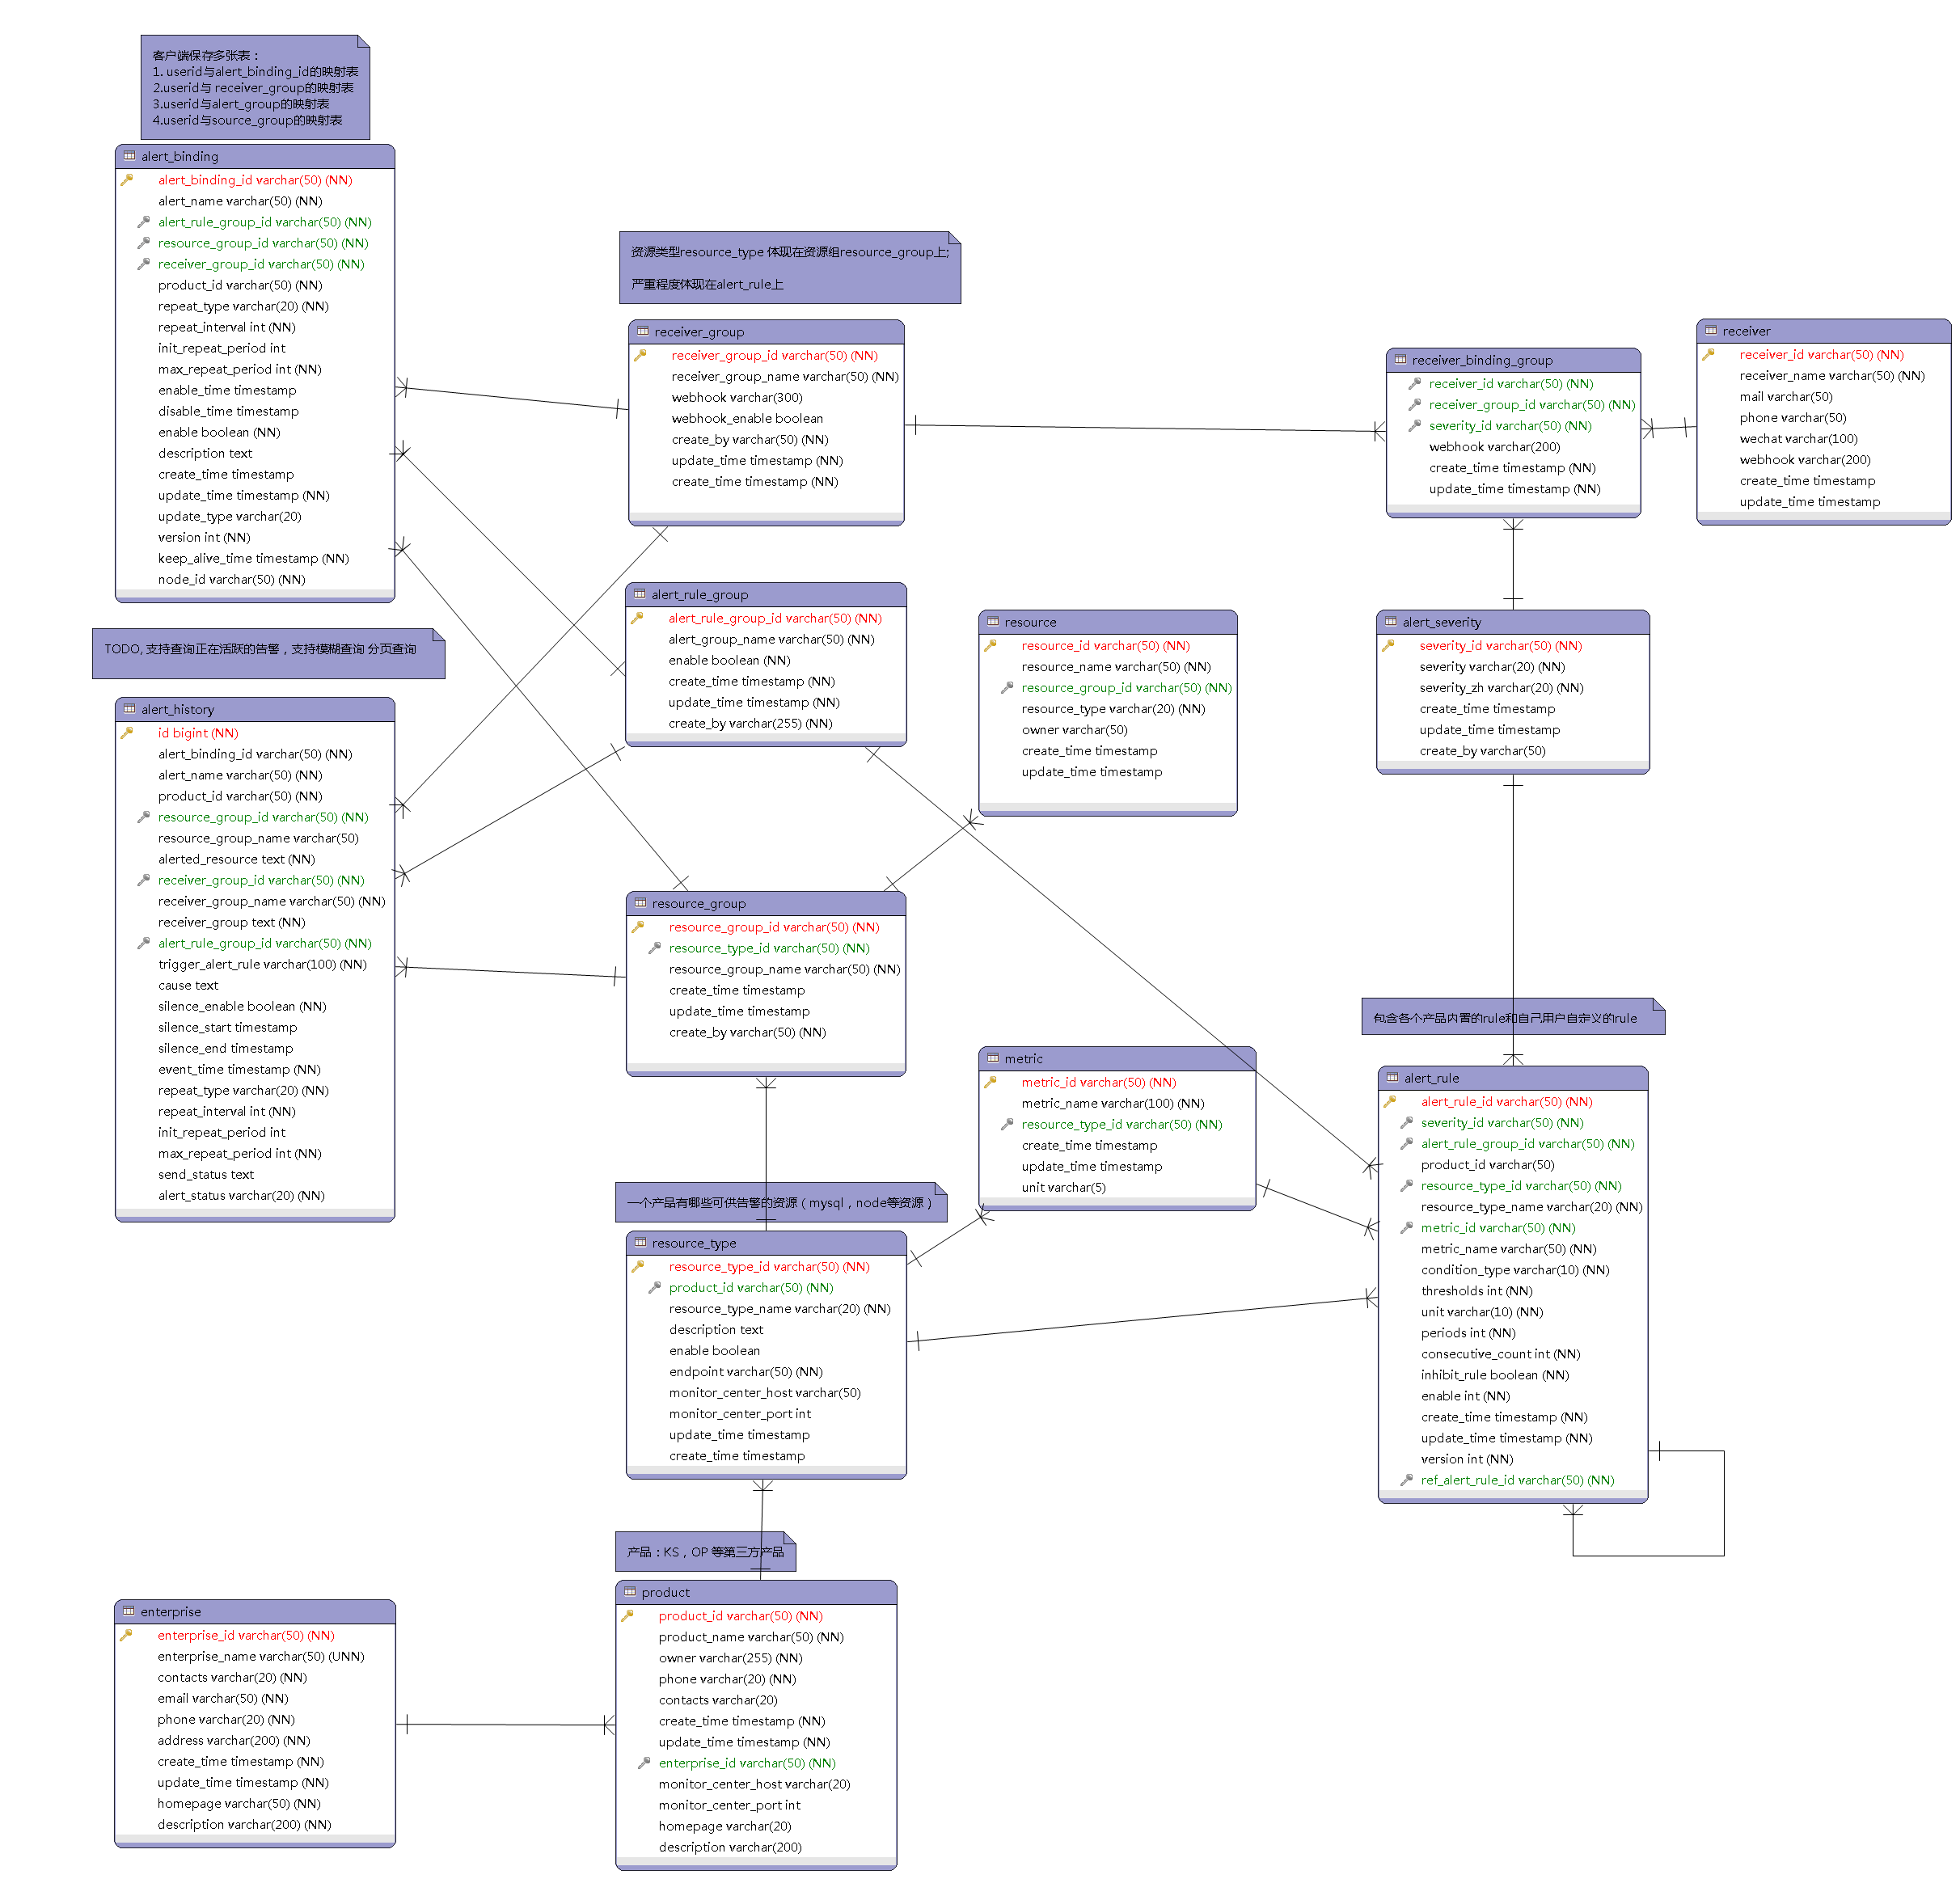 客户端保存多张表：
1. userid与alert_binding_id的映射表
2.userid与 receiver_group的映射表
3.userid与alert_group的映射表
4.userid与source_group的映射表
alert_binding
alert_binding_id varchar(50) (NN)
alert_name varchar(50) (NN)
alert_rule_group_id varchar(50) (NN)
resource_group_id varchar(50) (NN)
receiver_group_id varchar(50) (NN)
product_id varchar(50) (NN)
repeat_type varchar(20) (NN)
repeat_interval int (NN)
init_repeat_period int
max_repeat_period int (NN)
enable_time timestamp
disable_time timestamp
enable boolean (NN)
description text
create_time timestamp
update_time timestamp (NN)
update_type varchar(20)
version int (NN)
keep_alive_time timestamp (NN)
node_id varchar(50) (NN)
资源类型resource_type 体现在资源组resource_group上;
严重程度体现在alert_rule上
receiver_group
receiver_group_id varchar(50) (NN)
receiver_group_name varchar(50) (NN)
webhook varchar(300)
webhook_enable boolean
create_by varchar(50) (NN)
update_time timestamp (NN)
create_time timestamp (NN)
receiver_binding_group
receiver_id varchar(50) (NN)
receiver_group_id varchar(50) (NN)
severity_id varchar(50) (NN)
webhook varchar(200)
create_time timestamp (NN)
update_time timestamp (NN)
receiver
receiver_id varchar(50) (NN)
receiver_name varchar(50) (NN)
mail varchar(50)
phone varchar(50)
wechat varchar(100)
webhook varchar(200)
create_time timestamp
update_time timestamp
alert_rule_group
alert_rule_group_id varchar(50) (NN)
alert_group_name varchar(50) (NN)
enable boolean (NN)
create_time timestamp (NN)
update_time timestamp (NN)
create_by varchar(255) (NN)
resource
resource_id varchar(50) (NN)
resource_name varchar(50) (NN)
resource_group_id varchar(50) (NN)
resource_type varchar(20) (NN)
owner varchar(50)
create_time timestamp
update_time timestamp
alert_severity
severity_id varchar(50) (NN)
severity varchar(20) (NN)
severity_zh varchar(20) (NN)
create_time timestamp
update_time timestamp
create_by varchar(50)
TODO, 支持查询正在活跃的告警，支持模糊查询 分页查询
alert_history
id bigint (NN)
alert_binding_id varchar(50) (NN)
alert_name varchar(50) (NN)
product_id varchar(50) (NN)
resource_group_id varchar(50) (NN)
resource_group_name varchar(50)
alerted_resource text (NN)
receiver_group_id varchar(50) (NN)
receiver_group_name varchar(50) (NN)
receiver_group text (NN)
alert_rule_group_id varchar(50) (NN)
trigger_alert_rule varchar(100) (NN)
cause text
silence_enable boolean (NN)
silence_start timestamp
silence_end timestamp
event_time timestamp (NN)
repeat_type varchar(20) (NN)
repeat_interval int (NN)
init_repeat_period int
max_repeat_period int (NN)
send_status text
alert_status varchar(20) (NN)
resource_group
resource_group_id varchar(50) (NN)
resource_type_id varchar(50) (NN)
resource_group_name varchar(50) (NN)
create_time timestamp
update_time timestamp
create_by varchar(50) (NN)
metric
metric_id varchar(50) (NN)
metric_name varchar(100) (NN)
resource_type_id varchar(50) (NN)
create_time timestamp
update_time timestamp
unit varchar(5)
包含各个产品内置的rule和自己用户自定义的rule
alert_rule
alert_rule_id varchar(50) (NN)
severity_id varchar(50) (NN)
alert_rule_group_id varchar(50) (NN)
product_id varchar(50)
resource_type_id varchar(50) (NN)
resource_type_name varchar(20) (NN)
metric_id varchar(50) (NN)
metric_name varchar(50) (NN)
condition_type varchar(10) (NN)
thresholds int (NN)
unit varchar(10) (NN)
periods int (NN)
consecutive_count int (NN)
inhibit_rule boolean (NN)
enable int (NN)
create_time timestamp (NN)
update_time timestamp (NN)
version int (NN)
ref_alert_rule_id varchar(50) (NN)
一个产品有哪些可供告警的资源（mysql，node等资源）
resource_type
resource_type_id varchar(50) (NN)
product_id varchar(50) (NN)
resource_type_name varchar(20) (NN)
description text
enable boolean
endpoint varchar(50) (NN)
monitor_center_host varchar(50)
monitor_center_port int
update_time timestamp
create_time timestamp
产品：KS，OP 等第三方产品
product
product_id varchar(50) (NN)
product_name varchar(50) (NN)
owner varchar(255) (NN)
phone varchar(20) (NN)
contacts varchar(20)
create_time timestamp (NN)
update_time timestamp (NN)
enterprise_id varchar(50) (NN)
monitor_center_host varchar(20)
monitor_center_port int
homepage varchar(20)
description varchar(200)
enterprise
enterprise_id varchar(50) (NN)
enterprise_name varchar(50) (UNN)
contacts varchar(20) (NN)
email varchar(50) (NN)
phone varchar(20) (NN)
address varchar(200) (NN)
create_time timestamp (NN)
update_time timestamp (NN)
homepage varchar(50) (NN)
description varchar(200) (NN)